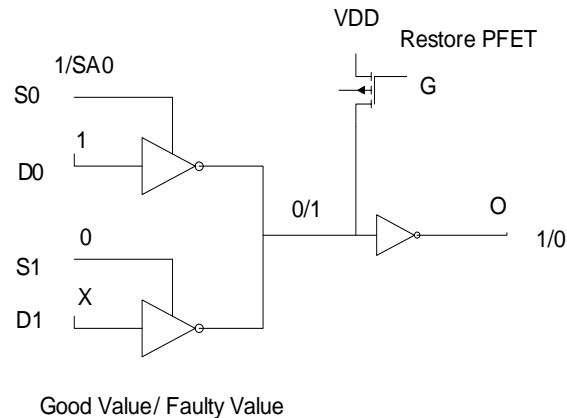 VDD
Restore PFET
1/SA0
S0
G
1
D0
0/1
O
1/0
0
S1
X
D1
Good Value/ Faulty Value